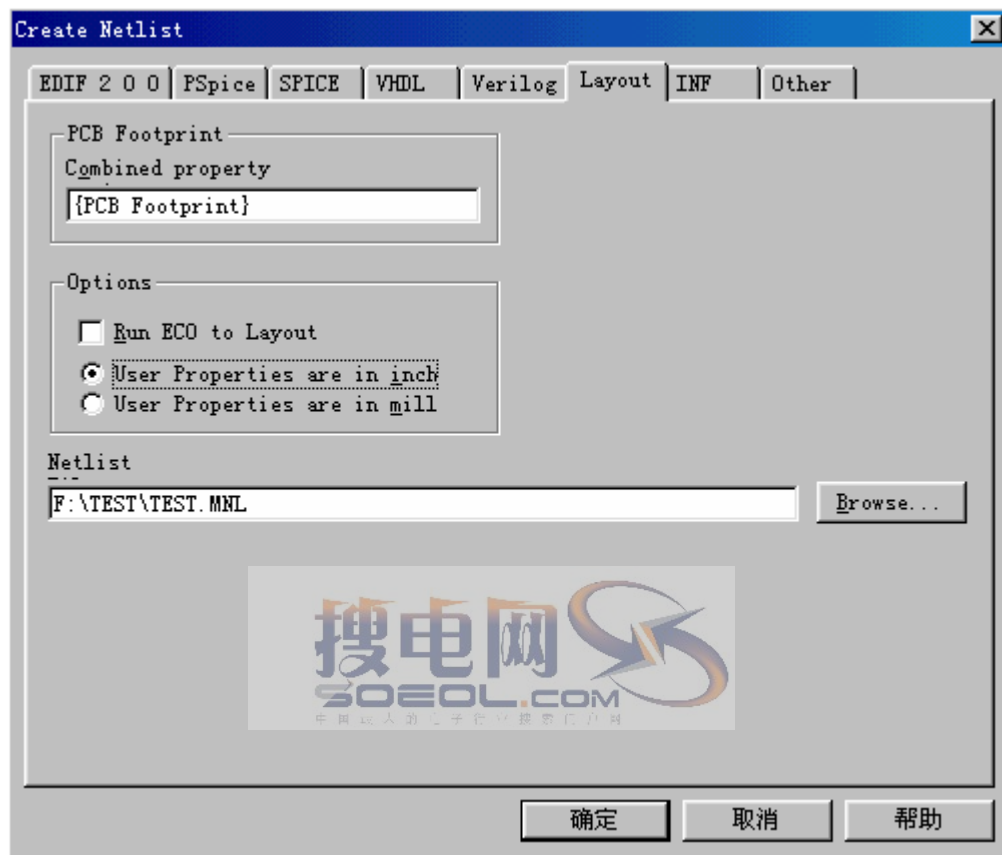 Create Netlist
EDIF 2 0 0 PSpice SPICE VHDL Verilog Layout INF Other
PCB Footprint
Combined property
{PCB Footprint}
Options
Run ECO to Layout
User Properties are in inch
User Properties are in mill
Netlist
F:\TEST\TEST.MNL
Browse...
搜电网
SOEOL.COM
确定 取消 帮助